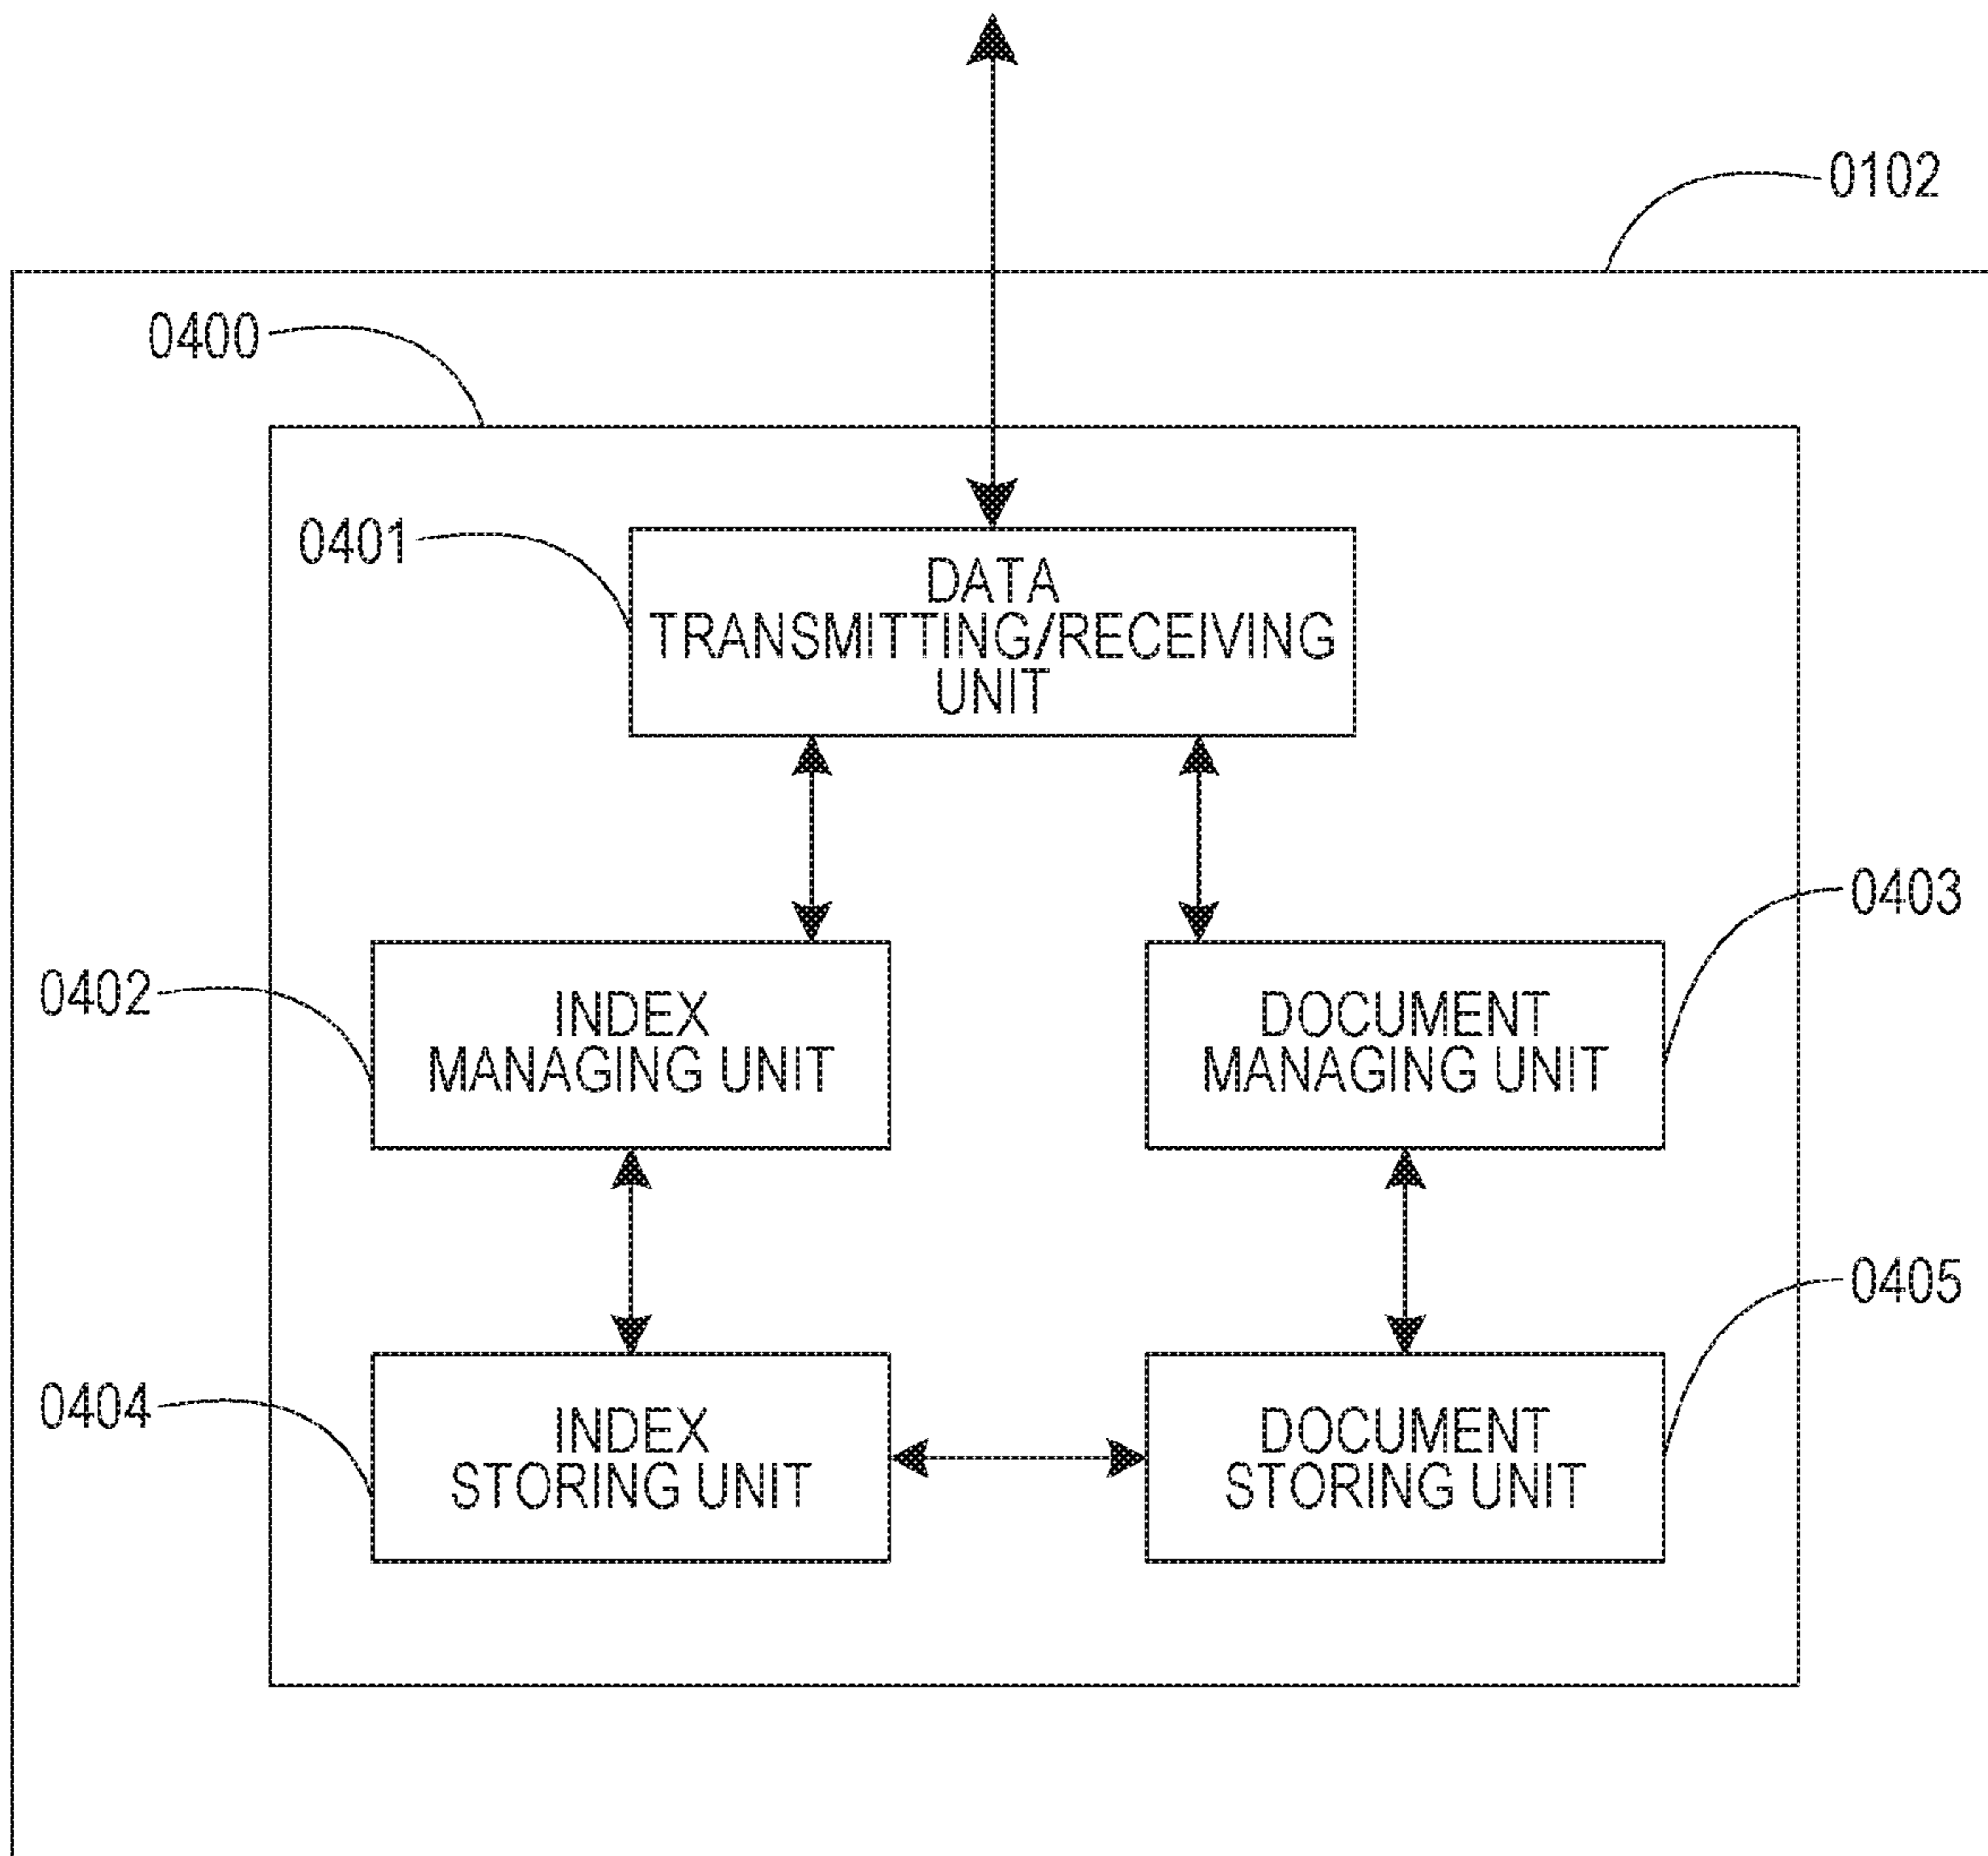 0102
0400
0401
DATA
TRANSMITTING/RECEIVING
UNIT
0403
0402
INDEX
MANAGING UNIT
DOCUMENT
MANAGING UNIT
0405
0404
INDEX
STORING UNIT
DOCUMENT
STORING UNIT